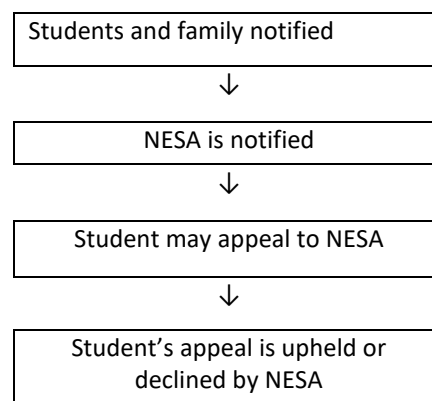 Students and family notified
↓
NESA is notified
↓
Student may appeal to NESA
↓
Student’s appeal is upheld or
declined by NESA